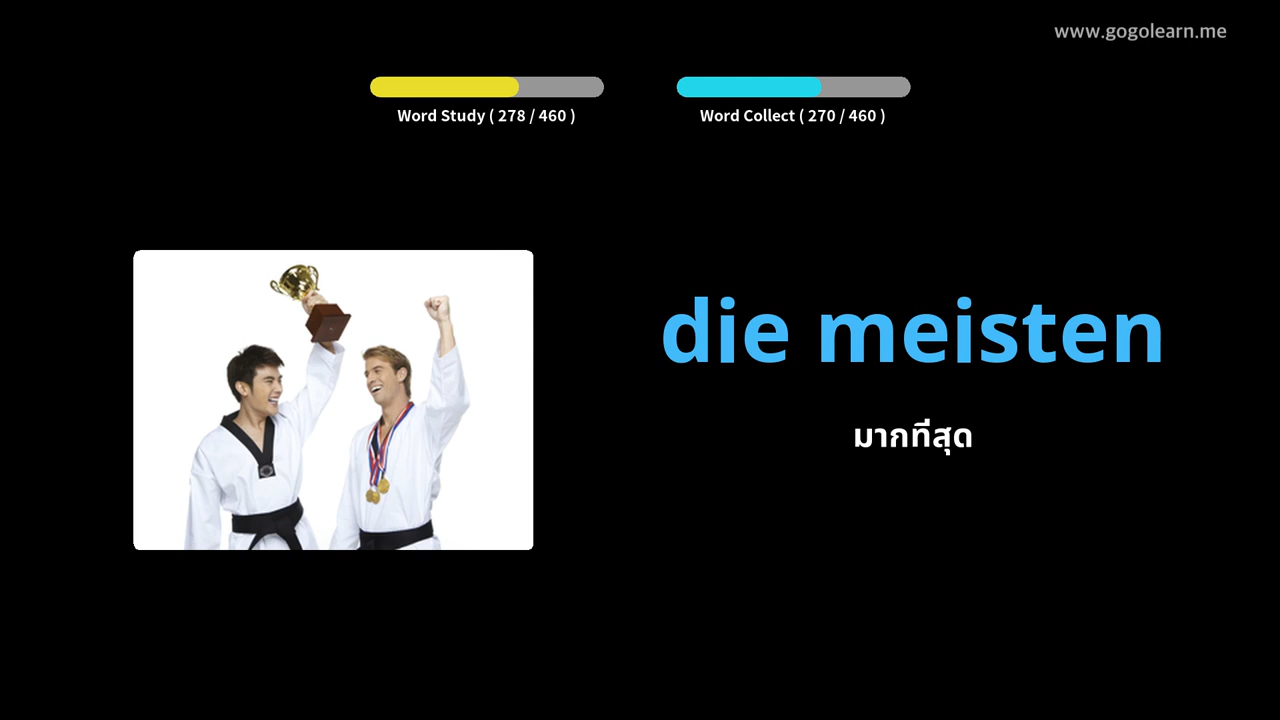 www.gogolearn.me
Word Study ( 278 / 460 )
Word Collect ( 270 / 460 )
die meisten
มากที่สุด